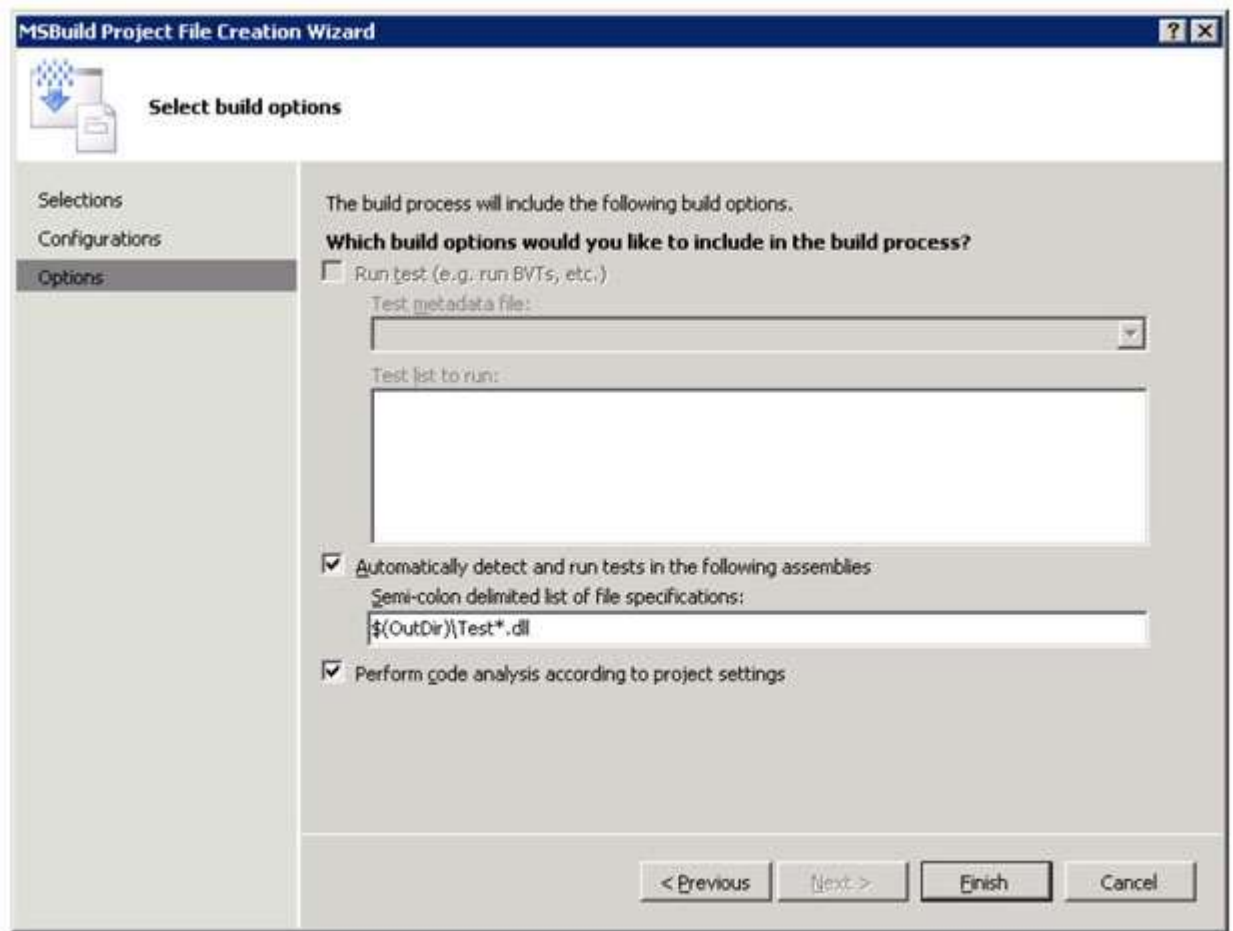 MSBuild Project File Creation Wizard
Select build options
Selections
Configurations
Options
The build process will include the following build options.
Which build options would you like to include in the build process?
Run test (e.g. run BVTs, etc.)
Test metadata file:
Test list to run:
Automatically detect and run tests in the following assemblies
Semi-colon delimited list of file specifications:
$(OutDir)\Test*.dll
Perform code analysis according to project settings
< Previous
Next >
Finish
Cancel